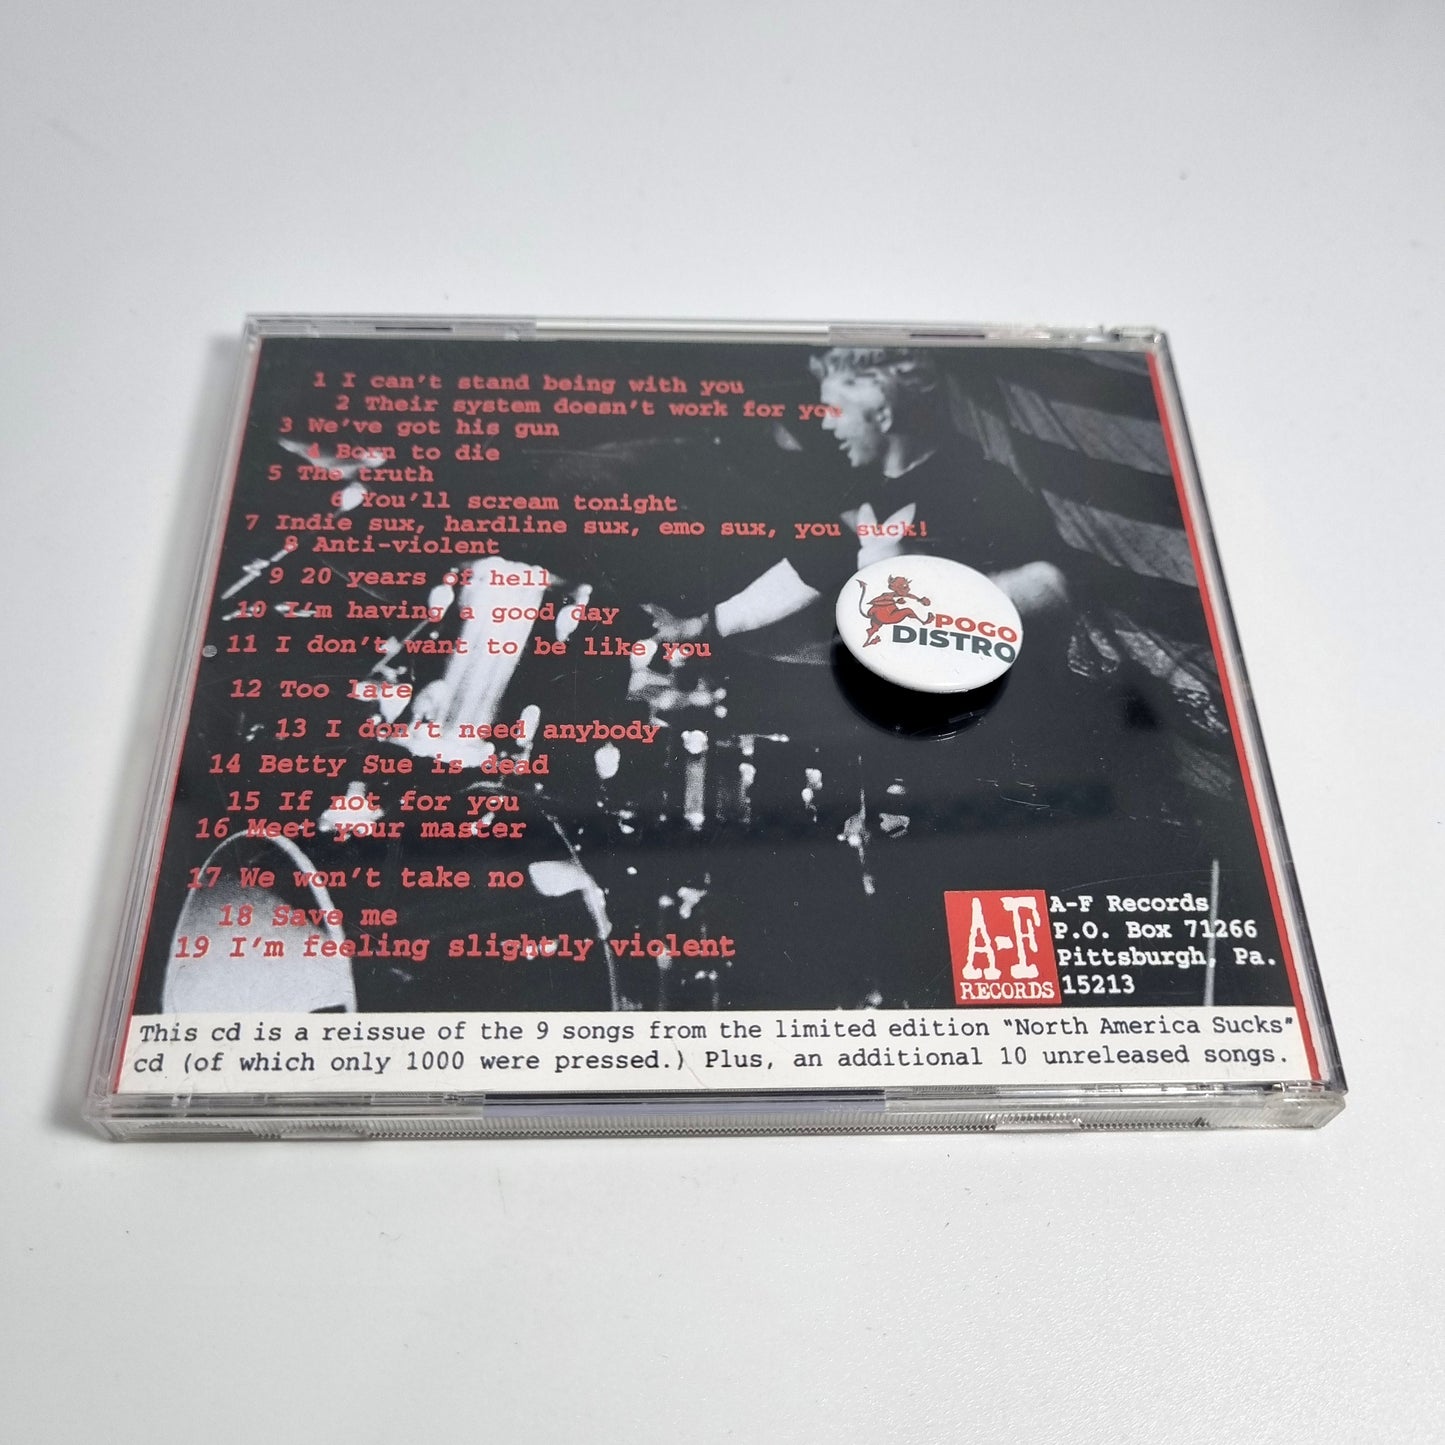 1 I can't stand being with you
2 Their system doesn't work for you
3 We've got his gun
4 Born to die
5 The truth
6 You'll scream tonight
7 Indie sux, hardline sux, emo sux, you suck!
8 Anti-violent
9 20 years of hell
10 I'm having a good day
11 I don't want to be like you
12 Too late
13 I don't need anybody
14 Betty Sue is dead
15 If not for you
16 Meet your master
17 We won't take no
18 Save me
19 I'm feeling slightly violent
POGO
DISTRO
A-F
RECORDS
A-F Records
P.O. Box 71266
Pittsburgh, Pa.
15213
This cd is a reissue of the 9 songs from the limited edition "North America Sucks"
cd (of which only 1000 were pressed.) Plus, an additional 10 unreleased songs.